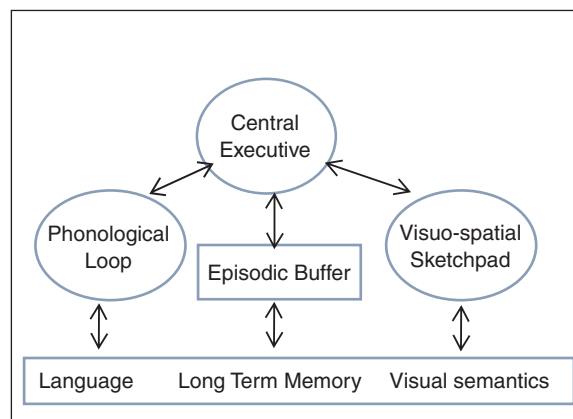 Central
Executive
Phonological
Loop
Episodic Buffer
Visuo-spatial
Sketchpad
Language
Long Term Memory
Visual semantics